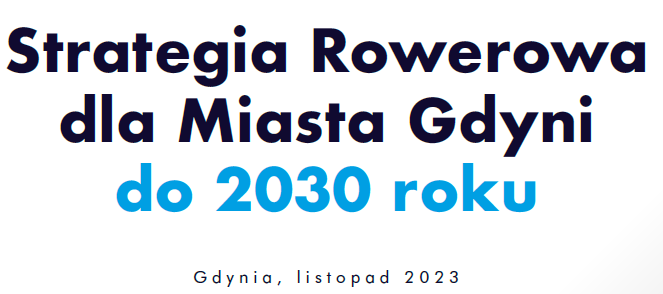 Strategia Rowerowa
dla Miasta Gdyni
do 2030 roku
Gdynia, listopad 2023